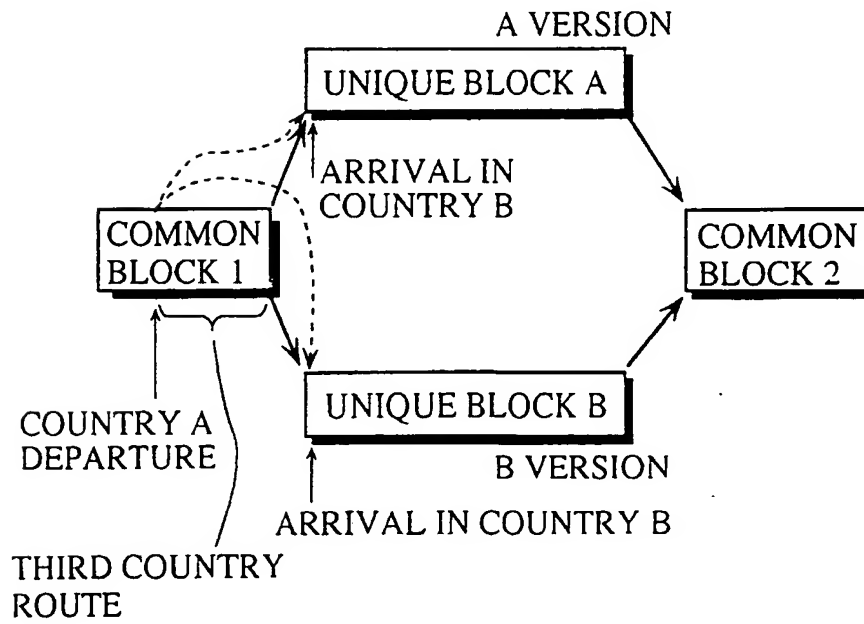 A VERSION
UNIQUE BLOCK A
ARRIVAL IN
COUNTRY B
COMMON
BLOCK 1
COMMON
BLOCK 2
UNIQUE BLOCK B
COUNTRY A
DEPARTURE
B VERSION
ARRIVAL IN COUNTRY B
THIRD COUNTRY
ROUTE